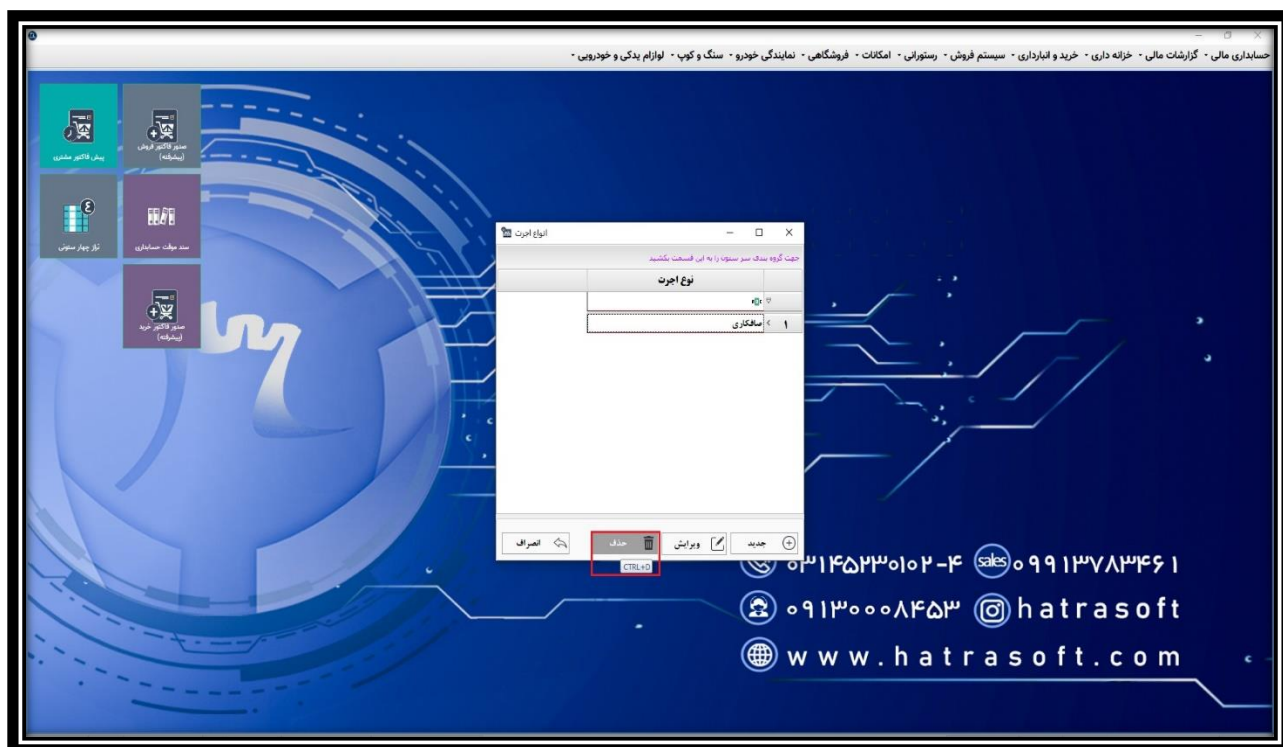 حسابداری مالی - گزارشات مالی - خزانه داری - خرید و انبارداری - سیستم فروش - رستورانی - امکانات - فروشگاهی - نمایندگی خودرو - سنگ و کوپ - لوازم یدکی و خودرویی -
صدور فاکتور فروش
(پیشرفته)
پیش فاکتور مشتری
سند موقت حسابداری
تراز چهار ستونی
صدور فاکتور خرید
(پیشرفته)
انواع اجرت
جهت گروه بندی سر ستون را به این قسمت بکشید
نوع اجرت
۱ صافکاری
جدید
ویرایش
حذف
انصراف
CTRL+D
۰۳۱۴۵۲۳۰۱۰۲-۴ sales ۰۹۹۱۳۷۸۳۴۶۱
۰۹۱۳۰۰۰۸۴۵۳ hatrasoft
www.hatrasoft.com